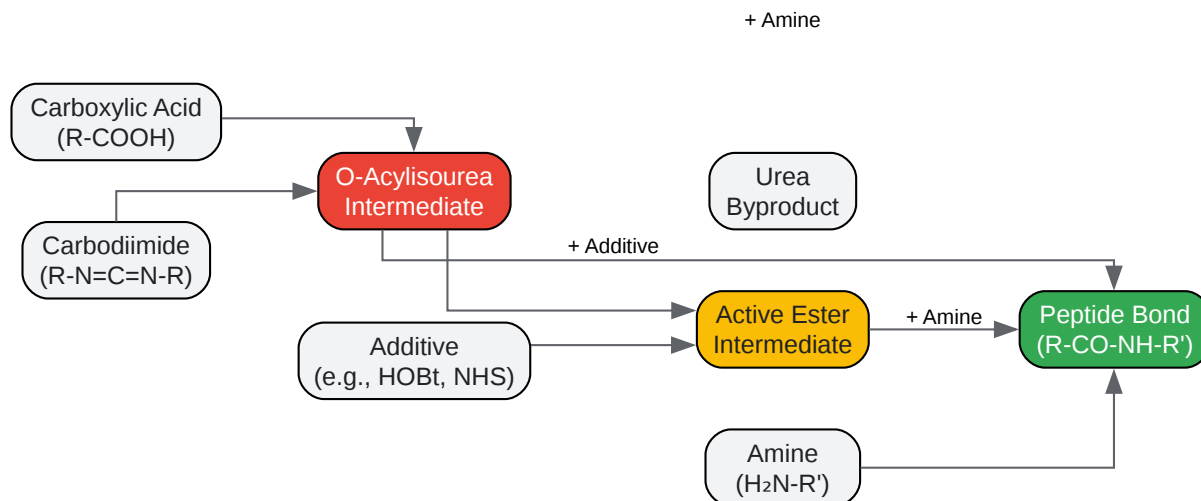 + Amine
Carboxylic Acid
(R-COOH)
O-Acylisourea
Intermediate
Urea
Byproduct
Carbodiimide
(R-N=C=N-R)
+ Additive
Active Ester
Intermediate
+ Amine
Peptide Bond
(R-CO-NH-R')
Additive
(e.g., HOBt, NHS)
Amine
(H₂N-R')